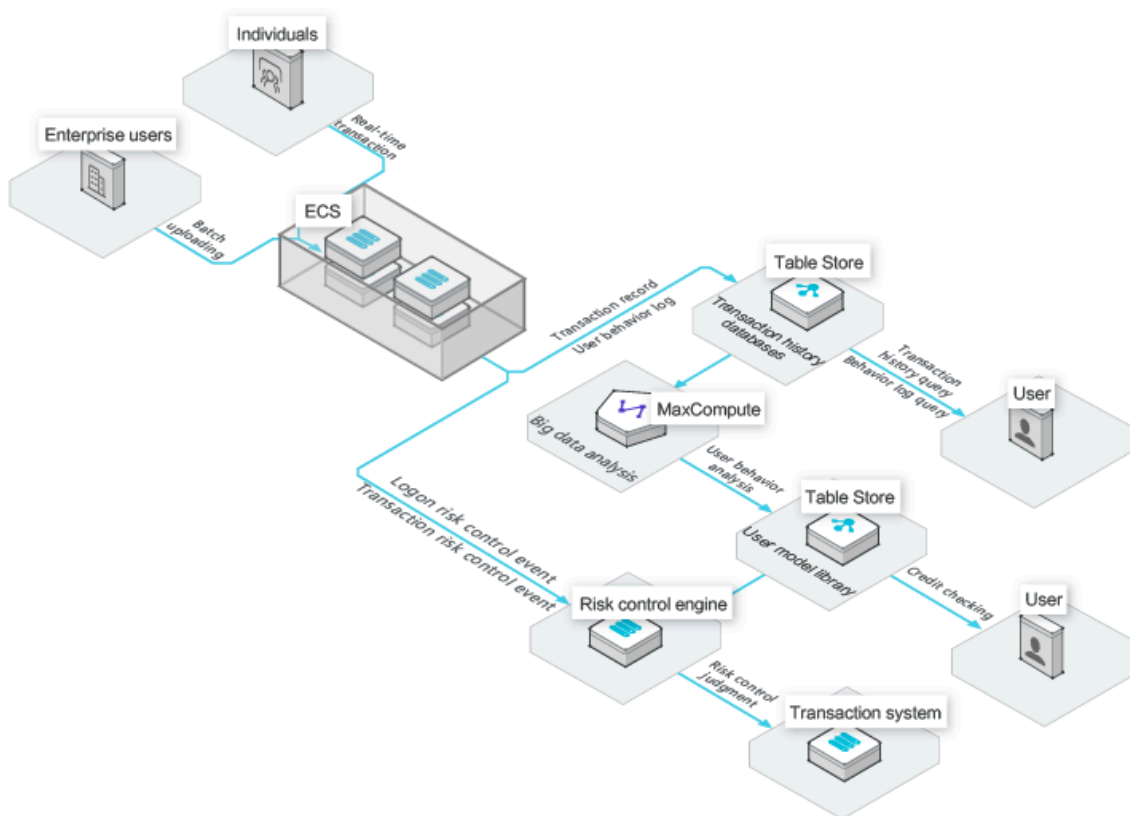 Individuals
Real-time
transaction
Enterprise users
Batch
uploading
ECS
Transaction record
User behavior log
Table Store
Transaction history
databases
Transaction
history query
Behavior log query
User
MaxCompute
Big data analysis
User behavior
analysis
Table Store
User model library
Logon risk control event
Transaction risk control event
Risk control engine
Credit checking
User
Risk control
judgment
Transaction system